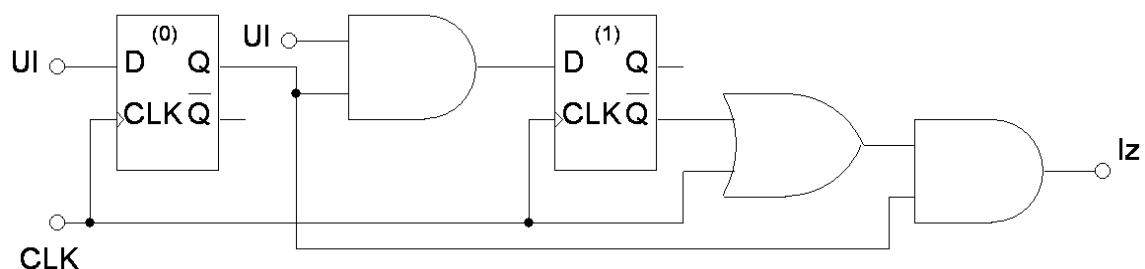 UI
(0)
D Q
CLK Q̅
UI
(1)
D Q
CLK Q̅
Iz
CLK